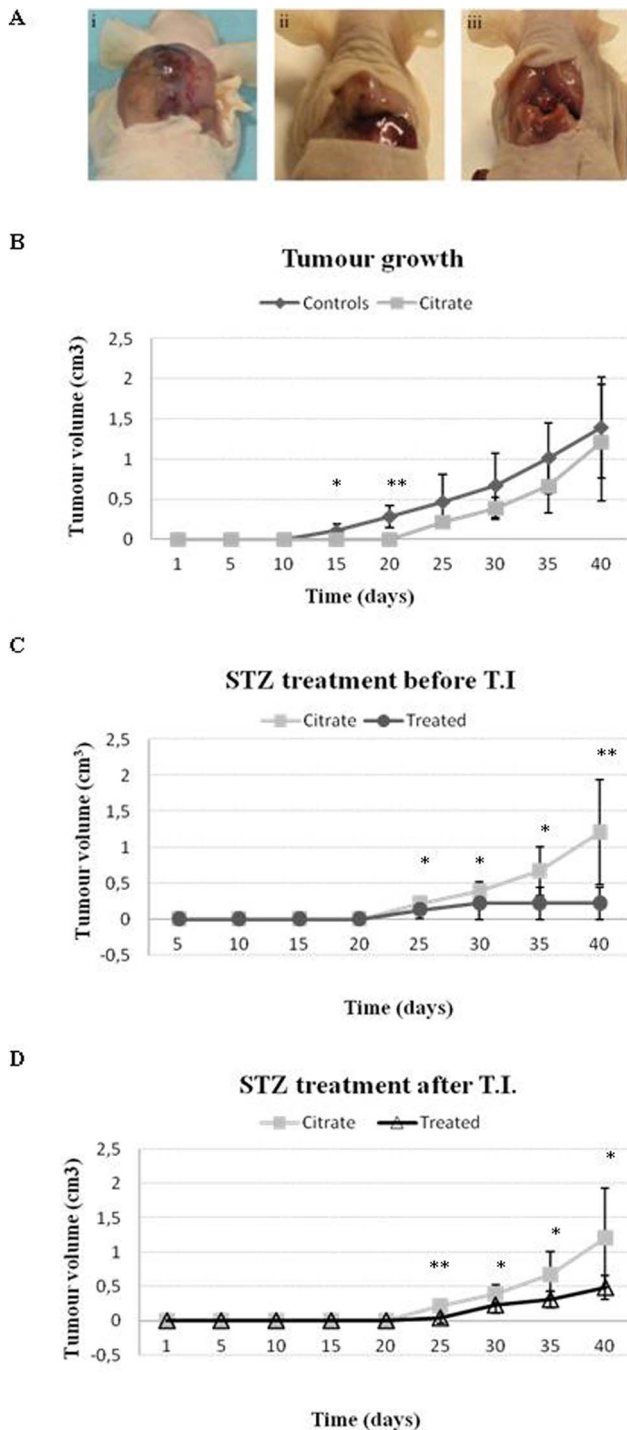 A
i ii iii
B
Tumour growth
Controls Citrate
Tumour volume (cm3)
2,5
2
1,5
1
0,5
0
* **
1 5 10 15 20 25 30 35 40
Time (days)
C
STZ treatment before T.I
Citrate Treated
Tumour volume (cm³)
2,5
2
1,5
1
0,5
0
-0,5
* * * **
5 10 15 20 25 30 35 40
Time (days)
D
STZ treatment after T.I.
Citrate Treated
Tumour volume (cm3)
2,5
2
1,5
1
0,5
0
-0,5
** * * *
1 5 10 15 20 25 30 35 40
Time (days)